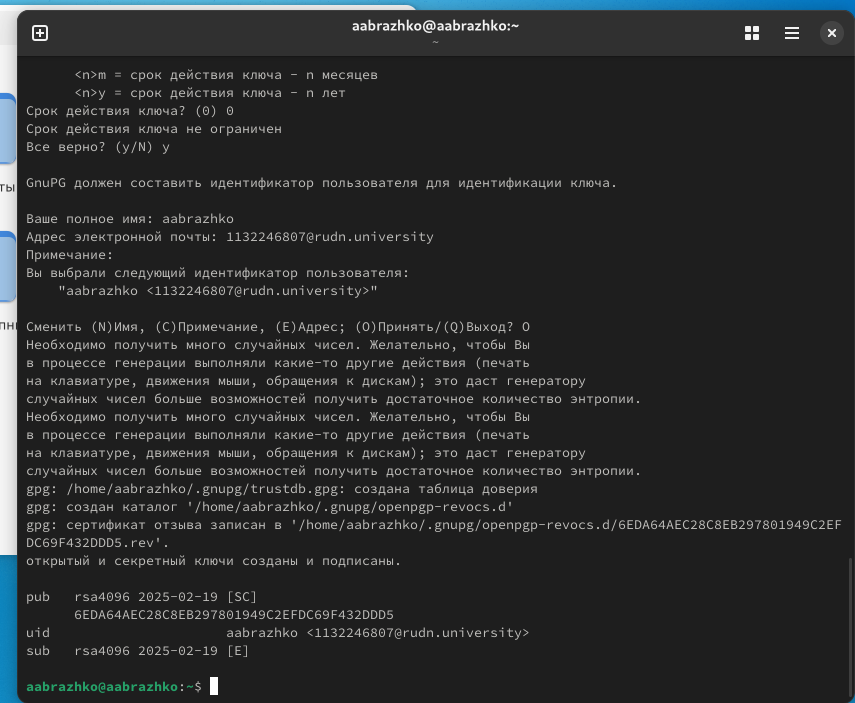 aabrazhko@aabrazhko:~
~
<n>m = срок действия ключа - n месяцев
<n>y = срок действия ключа - n лет
Срок действия ключа? (0) 0
Срок действия ключа не ограничен
Все верно? (y/N) y
GnuPG должен составить идентификатор пользователя для идентификации ключа.
Ваше полное имя: aabrazhko
Адрес электронной почты: 1132246807@rudn.university
Примечание:
Вы выбрали следующий идентификатор пользователя:
"aabrazhko <1132246807@rudn.university>"
Сменить (N)Имя, (C)Примечание, (E)Адрес; (O)Принять/(Q)Выход? O
Необходимо получить много случайных чисел. Желательно, чтобы Вы
в процессе генерации выполняли какие-то другие действия (печать
на клавиатуре, движения мыши, обращения к дискам); это даст генератору
случайных чисел больше возможностей получить достаточное количество энтропии.
Необходимо получить много случайных чисел. Желательно, чтобы Вы
в процессе генерации выполняли какие-то другие действия (печать
на клавиатуре, движения мыши, обращения к дискам); это даст генератору
случайных чисел больше возможностей получить достаточное количество энтропии.
gpg: /home/aabrazhko/.gnupg/trustdb.gpg: создана таблица доверия
gpg: создан каталог '/home/aabrazhko/.gnupg/openpgp-revocs.d'
gpg: сертификат отзыва записан в '/home/aabrazhko/.gnupg/openpgp-revocs.d/6EDA64AEC28C8EB297801949C2EF
DC69F432DDD5.rev'.
открытый и секретный ключи созданы и подписаны.
pub   rsa4096 2025-02-19 [SC]
6EDA64AEC28C8EB297801949C2EFDC69F432DDD5
uid                      aabrazhko <1132246807@rudn.university>
sub   rsa4096 2025-02-19 [E]
aabrazhko@aabrazhko:~$